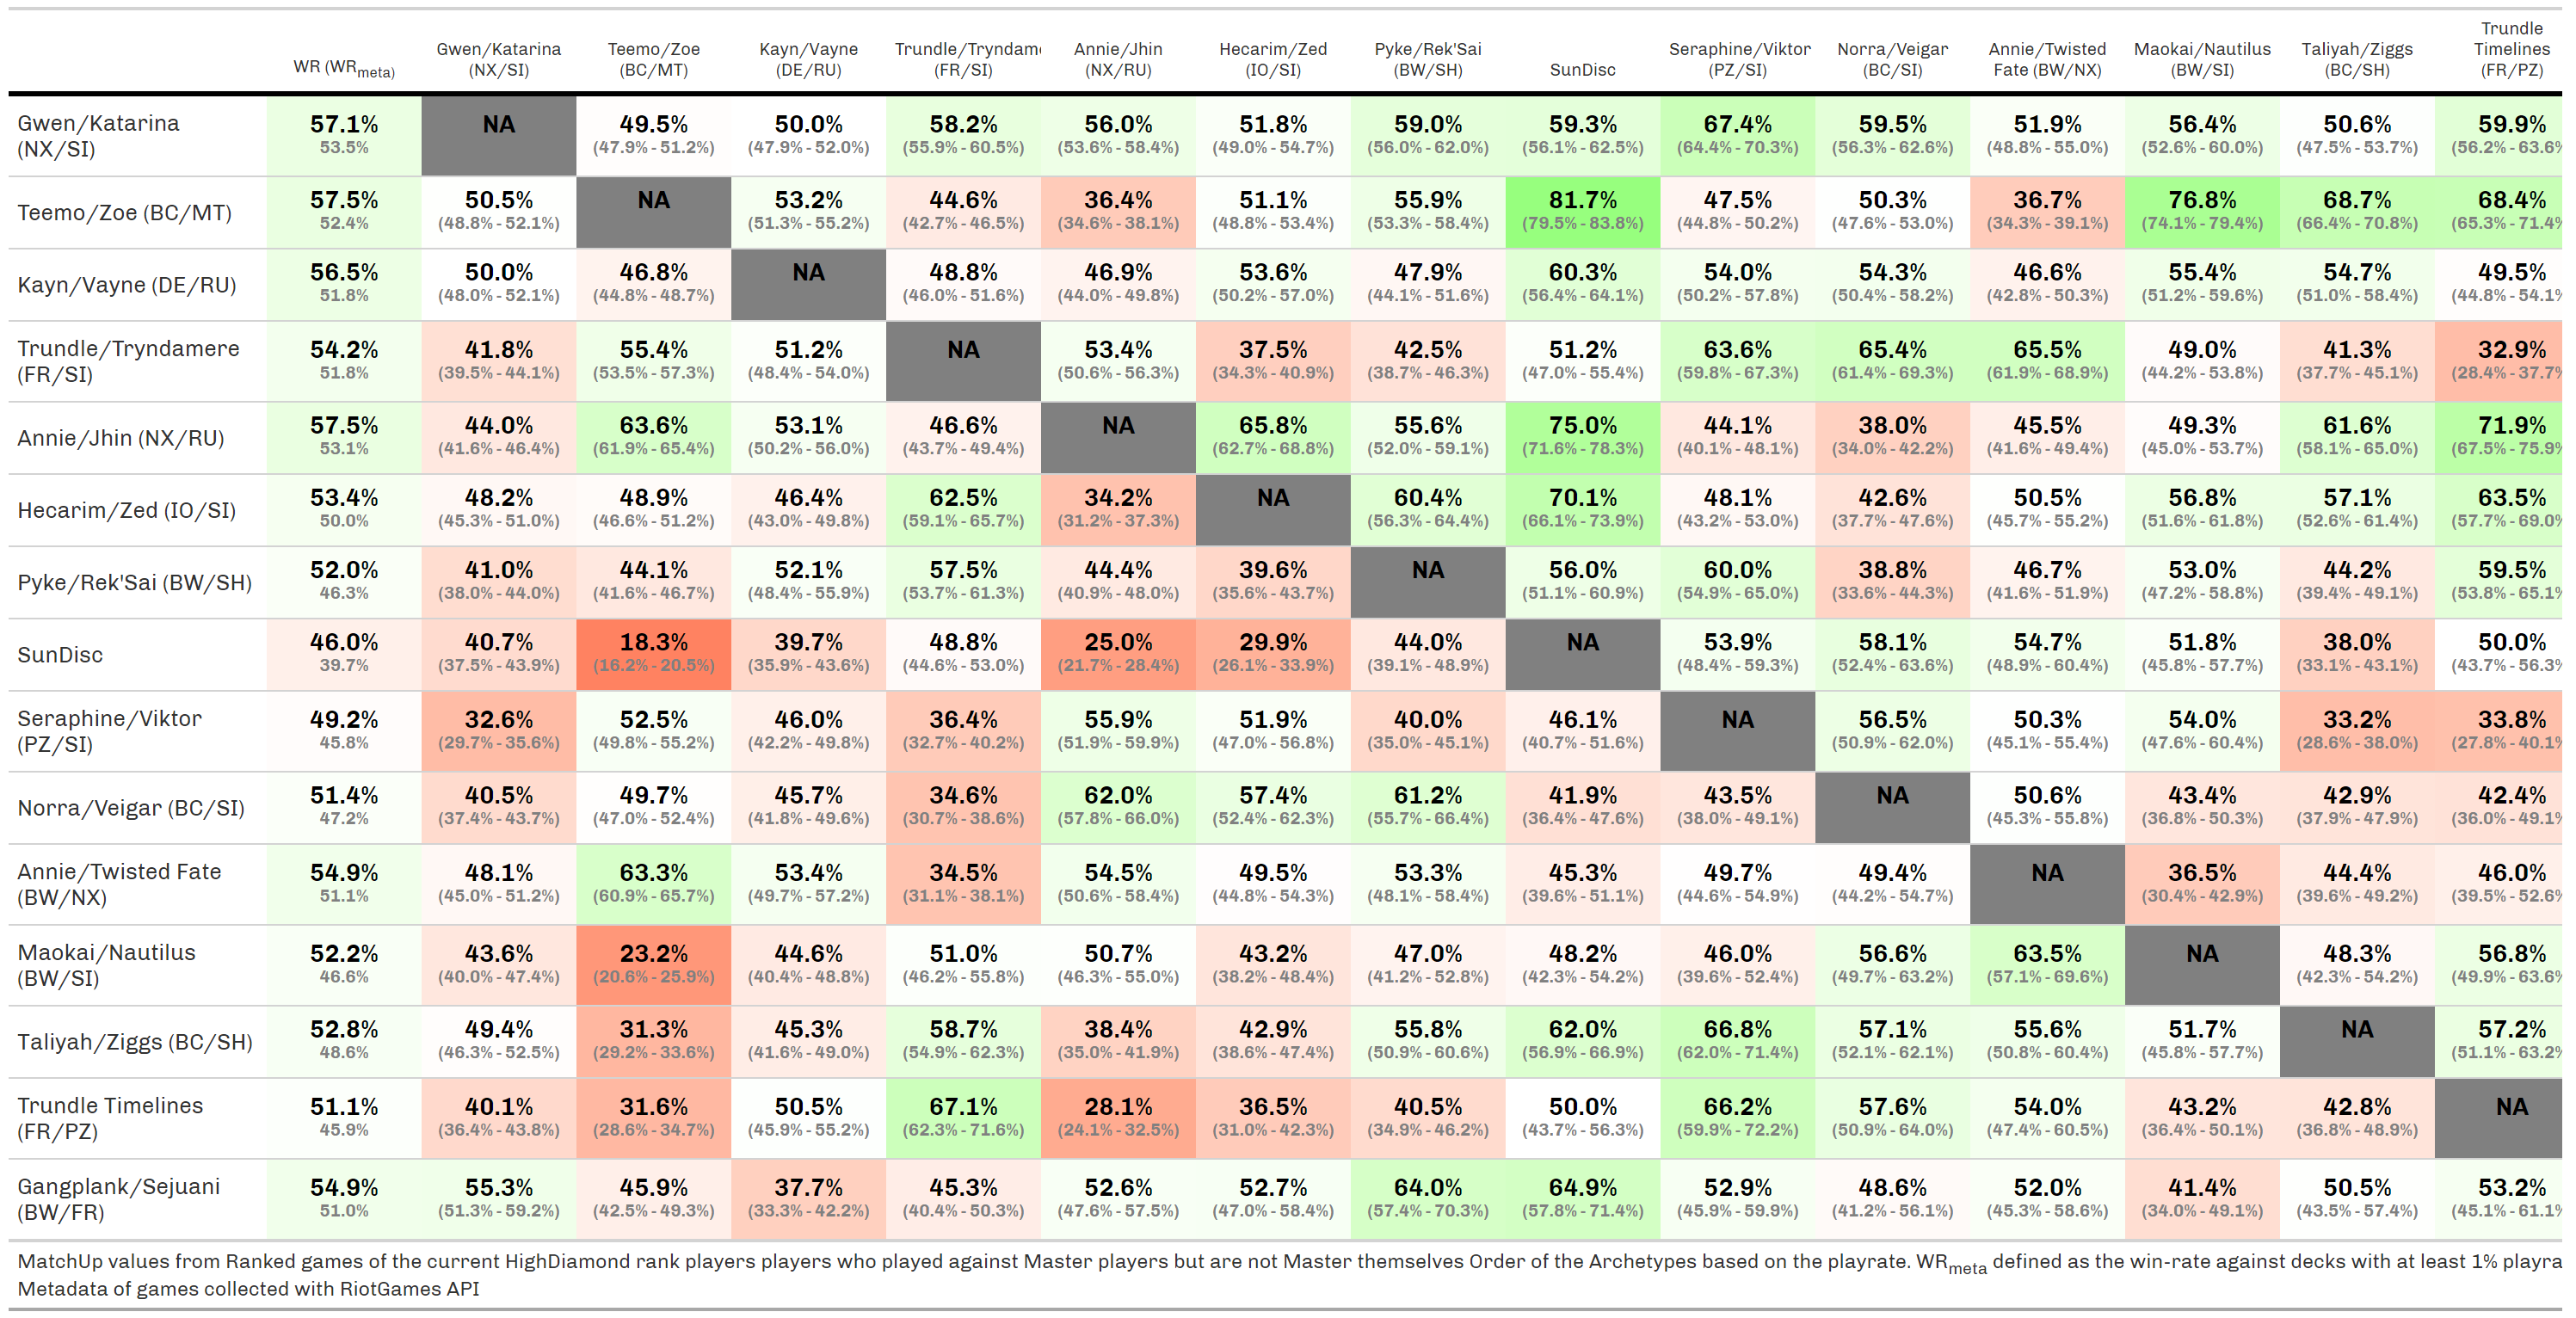 WR (WRmeta) Gwen/Katarina (NX/SI) Teemo/Zoe (BC/MT) Kayn/Vayne (DE/RU) Trundle/Tryndam (FR/SI) Annie/Jhin (NX/RU) Hecarim/Zed (IO/SI) Pyke/Rek'Sai (BW/SH) SunDisc Seraphine/Viktor (PZ/SI) Norra/Veigar (BC/SI) Annie/Twisted Fate (BW/NX) Maokai/Nautilus (BW/SI) Taliyah/Ziggs (BC/SH) Trundle Timelines (FR/PZ)
Gwen/Katarina 57.1% NA 49.5% 50.0% 58.2% 56.0% 51.8% 59.0% 59.3% 67.4% 59.5% 51.9% 56.4% 50.6% 59.9%
(NX/SI) 53.5% (47.9% - 51.2%) (47.9% - 52.0%) (55.9% - 60.5%) (53.6% - 58.4%) (49.0% - 54.7%) (56.0% - 62.0%) (56.1% - 62.5%) (64.4% - 70.3%) (56.3% - 62.6%) (48.8% - 55.0%) (52.6% - 60.0%) (47.5% - 53.7%) (56.2% - 63.6%
Teemo/Zoe (BC/MT) 57.5% 50.5% NA 53.2% 44.6% 36.4% 51.1% 55.9% 81.7% 47.5% 50.3% 36.7% 76.8% 68.7% 68.4%
52.4% (48.8% - 52.1%) (51.3% - 55.2%) (42.7% - 46.5%) (34.6% - 38.1%) (48.8% - 53.4%) (53.3% - 58.4%) (79.5% - 83.8%) (44.8% - 50.2%) (47.6% - 53.0%) (34.3% - 39.1%) (74.1% - 79.4%) (66.4% - 70.8%) (65.3% - 71.4%
Kayn/Vayne (DE/RU) 56.5% 50.0% 46.8% NA 48.8% 46.9% 53.6% 47.9% 60.3% 54.0% 54.3% 46.6% 55.4% 54.7% 49.5%
51.8% (48.0% - 52.1%) (44.8% - 48.7%) (46.0% - 51.6%) (44.0% - 49.8%) (50.2% - 57.0%) (44.1% - 51.6%) (56.4% - 64.1%) (50.2% - 57.8%) (50.4% - 58.2%) (42.8% - 50.3%) (51.2% - 59.6%) (51.0% - 58.4%) (44.8% - 54.1%
Trundle/Tryndamere 54.2% 41.8% 55.4% 51.2% NA 53.4% 37.5% 42.5% 51.2% 63.6% 65.4% 65.5% 49.0% 41.3% 32.9%
(FR/SI) 51.8% (39.5% - 44.1%) (53.5% - 57.3%) (48.4% - 54.0%) (50.6% - 56.3%) (34.3% - 40.9%) (38.7% - 46.3%) (47.0% - 55.4%) (59.8% - 67.3%) (61.4% - 69.3%) (61.9% - 68.9%) (44.2% - 53.8%) (37.7% - 45.1%) (28.4% - 37.7%
Annie/Jhin (NX/RU) 57.5% 44.0% 63.6% 53.1% 46.6% NA 65.8% 55.6% 75.0% 44.1% 38.0% 45.5% 49.3% 61.6% 71.9%
53.1% (41.6% - 46.4%) (61.9% - 65.4%) (50.2% - 56.0%) (43.7% - 49.4%) (62.7% - 68.8%) (52.0% - 59.1%) (71.6% - 78.3%) (40.1% - 48.1%) (34.0% - 42.2%) (41.6% - 49.4%) (45.0% - 53.7%) (58.1% - 65.0%) (67.5% - 75.9%
Hecarim/Zed (IO/SI) 53.4% 48.2% 48.9% 46.4% 62.5% 34.2% NA 60.4% 70.1% 48.1% 42.6% 50.5% 56.8% 57.1% 63.5%
50.0% (45.3% - 51.0%) (46.6% - 51.2%) (43.0% - 49.8%) (59.1% - 65.7%) (31.2% - 37.3%) (56.3% - 64.4%) (66.1% - 73.9%) (43.2% - 53.0%) (37.7% - 47.6%) (45.7% - 55.2%) (51.6% - 61.8%) (52.6% - 61.4%) (57.7% - 69.0%
Pyke/Rek'Sai (BW/SH) 52.0% 41.0% 44.1% 52.1% 57.5% 44.4% 39.6% NA 56.0% 60.0% 38.8% 46.7% 53.0% 44.2% 59.5%
46.3% (38.0% - 44.0%) (41.6% - 46.7%) (48.4% - 55.9%) (53.7% - 61.3%) (40.9% - 48.0%) (35.6% - 43.7%) (51.1% - 60.9%) (54.9% - 65.0%) (33.6% - 44.3%) (41.6% - 51.9%) (47.2% - 58.8%) (39.4% - 49.1%) (53.8% - 65.1%
SunDisc 46.0% 40.7% 18.3% 39.7% 48.8% 25.0% 29.9% 44.0% NA 53.9% 58.1% 54.7% 51.8% 38.0% 50.0%
39.7% (37.5% - 43.9%) (16.2% - 20.5%) (35.9% - 43.6%) (44.6% - 53.0%) (21.7% - 28.4%) (26.1% - 33.9%) (39.1% - 48.9%) (48.4% - 59.3%) (52.4% - 63.6%) (48.9% - 60.4%) (45.8% - 57.7%) (33.1% - 43.1%) (43.7% - 56.3%
Seraphine/Viktor 49.2% 32.6% 52.5% 46.0% 36.4% 55.9% 51.9% 40.0% 46.1% NA 56.5% 50.3% 54.0% 33.2% 33.8%
(PZ/SI) 45.8% (29.7% - 35.6%) (49.8% - 55.2%) (42.2% - 49.8%) (32.7% - 40.2%) (51.9% - 59.9%) (47.0% - 56.8%) (35.0% - 45.1%) (40.7% - 51.6%) (50.9% - 62.0%) (45.1% - 55.4%) (47.6% - 60.4%) (28.6% - 38.0%) (27.8% - 40.1%
Norra/Veigar (BC/SI) 51.4% 40.5% 49.7% 45.7% 34.6% 62.0% 57.4% 61.2% 41.9% 43.5% NA 50.6% 43.4% 42.9% 42.4%
47.2% (37.4% - 43.7%) (47.0% - 52.4%) (41.8% - 49.6%) (30.7% - 38.6%) (57.8% - 66.0%) (52.4% - 62.3%) (55.7% - 66.4%) (36.4% - 47.6%) (38.0% - 49.1%) (45.3% - 55.8%) (36.8% - 50.3%) (37.9% - 47.9%) (36.0% - 49.1%
Annie/Twisted Fate 54.9% 48.1% 63.3% 53.4% 34.5% 54.5% 49.5% 53.3% 45.3% 49.7% 49.4% NA 36.5% 44.4% 46.0%
(BW/NX) 51.1% (45.0% - 51.2%) (60.9% - 65.7%) (49.7% - 57.2%) (31.1% - 38.1%) (50.6% - 58.4%) (44.8% - 54.3%) (48.1% - 58.4%) (39.6% - 51.1%) (44.6% - 54.9%) (44.2% - 54.7%) (30.4% - 42.9%) (39.6% - 49.2%) (39.5% - 52.6%
Maokai/Nautilus 52.2% 43.6% 23.2% 44.6% 51.0% 50.7% 43.2% 47.0% 48.2% 46.0% 56.6% 63.5% NA 48.3% 56.8%
(BW/SI) 46.6% (40.0% - 47.4%) (20.6% - 25.9%) (40.4% - 48.8%) (46.2% - 55.8%) (46.3% - 55.0%) (38.2% - 48.4%) (41.2% - 52.8%) (42.3% - 54.2%) (39.6% - 52.4%) (49.7% - 63.2%) (57.1% - 69.6%) (42.3% - 54.2%) (49.9% - 63.6%
Taliyah/Ziggs (BC/SH) 52.8% 49.4% 31.3% 45.3% 58.7% 38.4% 42.9% 55.8% 62.0% 66.8% 57.1% 55.6% 51.7% NA 57.2%
48.6% (46.3% - 52.5%) (29.2% - 33.6%) (41.6% - 49.0%) (54.9% - 62.3%) (35.0% - 41.9%) (38.6% - 47.4%) (50.9% - 60.6%) (56.9% - 66.9%) (62.0% - 71.4%) (52.1% - 62.1%) (50.8% - 60.4%) (45.8% - 57.7%) (51.1% - 63.2%
Trundle Timelines 51.1% 40.1% 31.6% 50.5% 67.1% 28.1% 36.5% 40.5% 50.0% 66.2% 57.6% 54.0% 43.2% 42.8% NA
(FR/PZ) 45.9% (36.4% - 43.8%) (28.6% - 34.7%) (45.9% - 55.2%) (62.3% - 71.6%) (24.1% - 32.5%) (31.0% - 42.3%) (34.9% - 46.2%) (43.7% - 56.3%) (59.9% - 72.2%) (50.9% - 64.0%) (47.4% - 60.5%) (36.4% - 50.1%) (36.8% - 48.9%)
Gangplank/Sejuani 54.9% 55.3% 45.9% 37.7% 45.3% 52.6% 52.7% 64.0% 64.9% 52.9% 48.6% 52.0% 41.4% 50.5% 53.2%
(BW/FR) 51.0% (51.3% - 59.2%) (42.5% - 49.3%) (33.3% - 42.2%) (40.4% - 50.3%) (47.6% - 57.5%) (47.0% - 58.4%) (57.4% - 70.3%) (57.8% - 71.4%) (45.9% - 59.9%) (41.2% - 56.1%) (45.3% - 58.6%) (34.0% - 49.1%) (43.5% - 57.4%) (45.1% - 61.1%
MatchUp values from Ranked games of the current HighDiamond rank players players who played against Master players but are not Master themselves Order of the Archetypes based on the playrate. WRmeta defined as the win-rate against decks with at least 1% playra
Metadata of games collected with RiotGames API